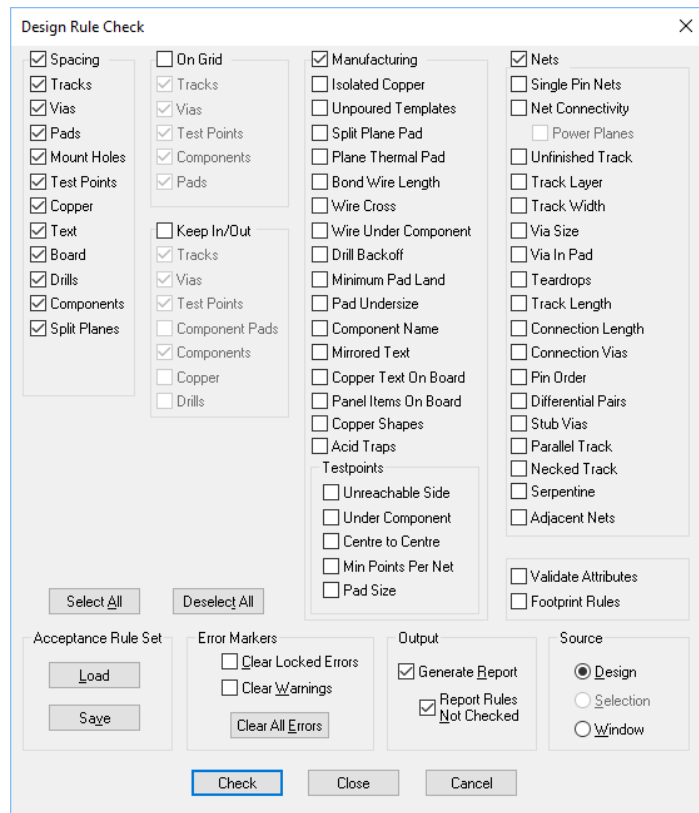 Design Rule Check
Spacing
Tracks
Vias
Pads
Mount Holes
Test Points
Copper
Text
Board
Drills
Components
Split Planes
On Grid
Tracks
Vias
Test Points
Components
Pads
Keep In/Out
Tracks
Vias
Test Points
Component Pads
Components
Copper
Drills
Manufacturing
Isolated Copper
Unpoured Templates
Split Plane Pad
Plane Thermal Pad
Bond Wire Length
Wire Cross
Wire Under Component
Drill Backoff
Minimum Pad Land
Pad Undersize
Component Name
Mirrored Text
Copper Text On Board
Panel Items On Board
Copper Shapes
Acid Traps
Testpoints
Unreachable Side
Under Component
Centre to Centre
Min Points Per Net
Pad Size
Nets
Single Pin Nets
Net Connectivity
Power Planes
Unfinished Track
Track Layer
Track Width
Via Size
Via In Pad
Teardrops
Track Length
Connection Length
Connection Vias
Pin Order
Differential Pairs
Stub Vias
Parallel Track
Necked Track
Serpentine
Adjacent Nets
Validate Attributes
Footprint Rules
Select All
Deselect All
Acceptance Rule Set
Load
Save
Error Markers
Clear Locked Errors
Clear Warnings
Clear All Errors
Output
Generate Report
Report Rules
Not Checked
Source
Design
Selection
Window
Check
Close
Cancel